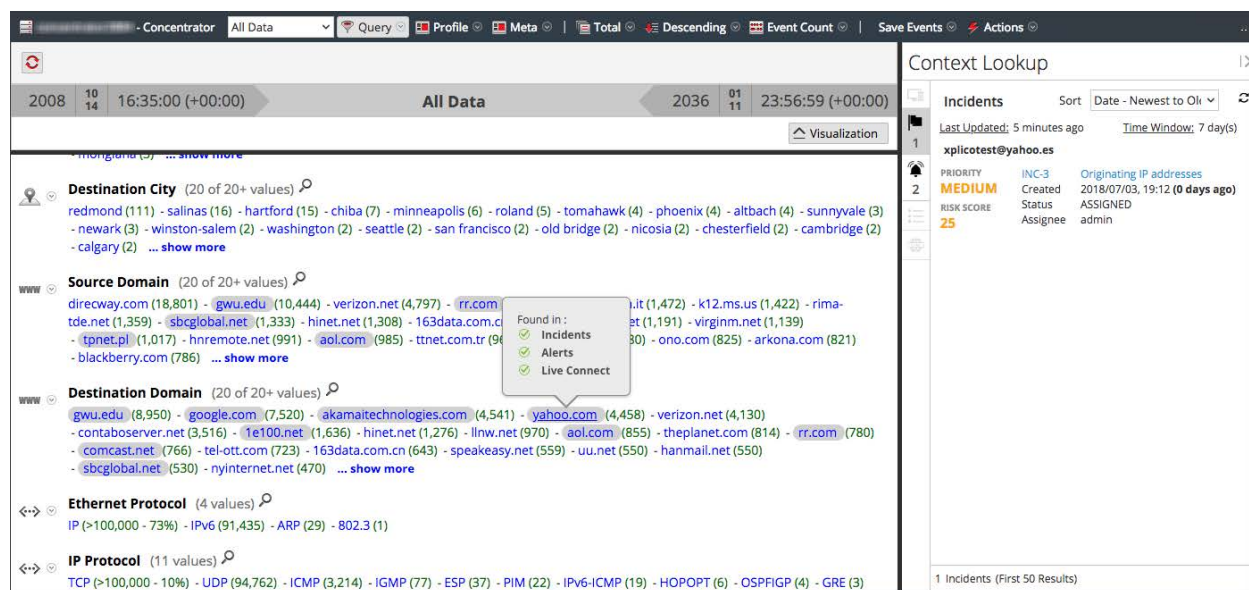 - Concentrator All Data Query Profile Meta | Total Descending Event Count | Save Events Actions ...
2008 10 14 16:35:00 (+00:00) All Data 2036 01 11 23:56:59 (+00:00)
Visualization
... show more
Destination City (20 of 20+ values)
redmond (111) - salinas (16) - hartford (15) - chiba (7) - minneapolis (6) - roland (5) - tomahawk (4) - phoenix (4) - altbach (4) - sunnyvale (3)
- newark (3) - winston-salem (2) - washington (2) - seattle (2) - san francisco (2) - old bridge (2) - nicosia (2) - chesterfield (2) - cambridge (2)
- calgary (2) ... show more
www Source Domain (20 of 20+ values)
direcway.com (18,801) - gwu.edu (10,444) - verizon.net (4,797) - rr.com .it (1,472) - k12.ms.us (1,422) - rima-
tde.net (1,359) - sbcglobal.net (1,333) - hinet.net (1,308) - 163data.com.c et (1,191) - virginm.net (1,139)
- tpnet.pl (1,017) - hnremote.net (991) - aol.com (985) - ttnet.com.tr 30) - ono.com (825) - arkona.com (821)
- blackberry.com (786) ... show more
Found in :
Incidents
Alerts
Live Connect
www Destination Domain (20 of 20+ values)
gwu.edu (8,950) - google.com (7,520) - akamaitechnologies.com (4,541) - yahoo.com (4,458) - verizon.net (4,130)
- contaboserver.net (3,516) - 1e100.net (1,636) - hinet.net (1,276) - llnw.net (970) - aol.com (855) - theplanet.com (814) - rr.com (780)
- comcast.net (766) - tel-ott.com (723) - 163data.com.cn (643) - speakeasy.net (559) - uu.net (550) - hanmail.net (550)
- sbcglobal.net (530) - nyinternet.net (470) ... show more
Ethernet Protocol (4 values)
IP (>100,000 - 73%) - IPv6 (91,435) - ARP (29) - 802.3 (1)
IP Protocol (11 values)
TCP (>100,000 - 10%) - UDP (94,762) - ICMP (3,214) - IGMP (77) - ESP (37) - PIM (22) - IPv6-ICMP (19) - HOPOPT (6) - OSPFIGP (4) - GRE (3)
Context Lookup
1
2
Incidents Sort Date - Newest to Ol
Last Updated: 5 minutes ago Time Window: 7 day(s)
xplicotest@yahoo.es
PRIORITY INC-3 Originating IP addresses
MEDIUM Created 2018/07/03, 19:12 (0 days ago)
RISK SCORE Status ASSIGNED
25 Assignee admin
1 Incidents (First 50 Results)